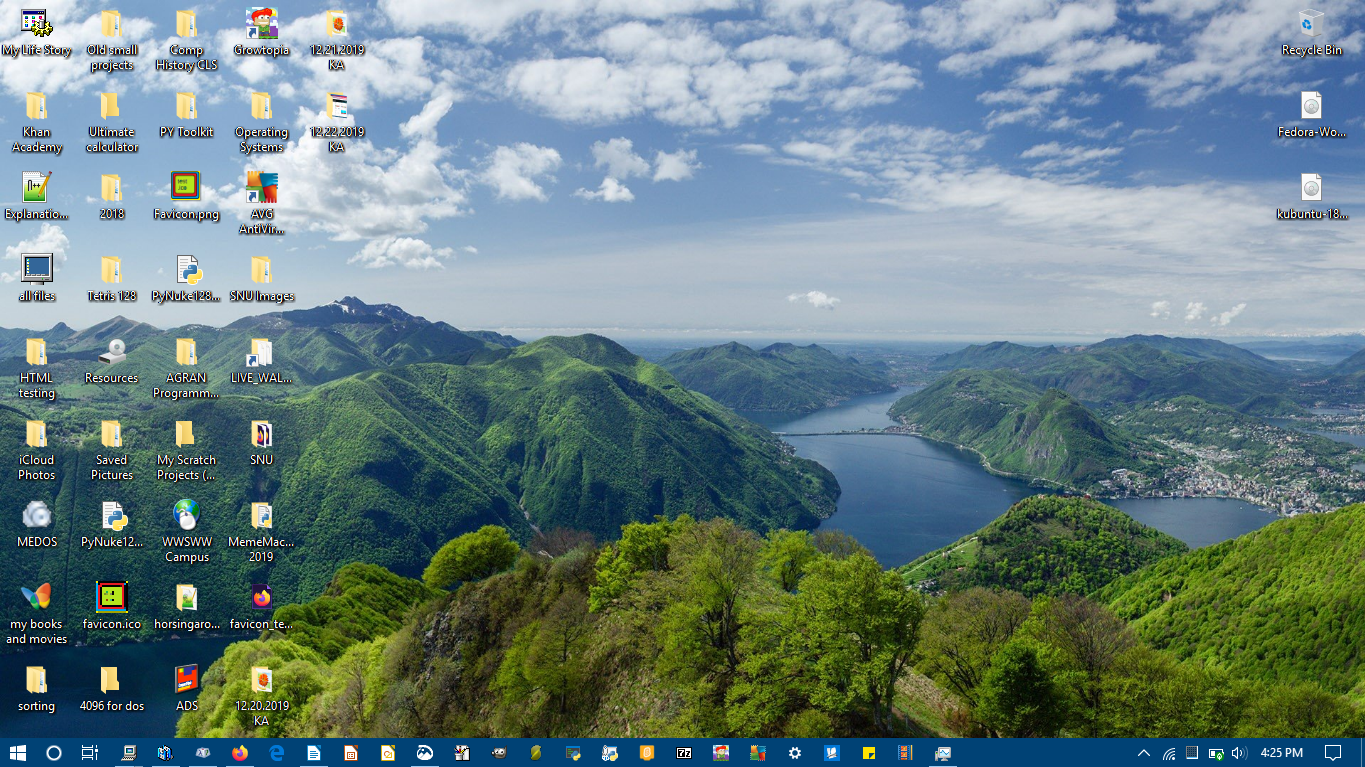 My Life Story
Old small
projects
Comp
History CLS
Growtopia
12.21.2019
KA
Recycle Bin
Khan
Academy
Ultimate
calculator
PY Toolkit
Operating
Systems
12.22.2019
KA
Fedora-Wo...
Explanatio...
2018
Favicon.png
AVG
AntiVir...
kubuntu-18...
all files
Tetris 128
PyNuke128...
SNU Images
HTML
testing
Resources
AGRAN
Programm...
LIVE_WAL...
iCloud
Photos
Saved
Pictures
My Scratch
Projects (...
SNU
MEDOS
PyNuke12...
WWSWW
Campus
MemeMac...
2019
my books
and movies
favicon.ico
horsingaro...
favicon_te...
sorting
4096 for dos
ADS
12.20.2019
KA
4:25 PM